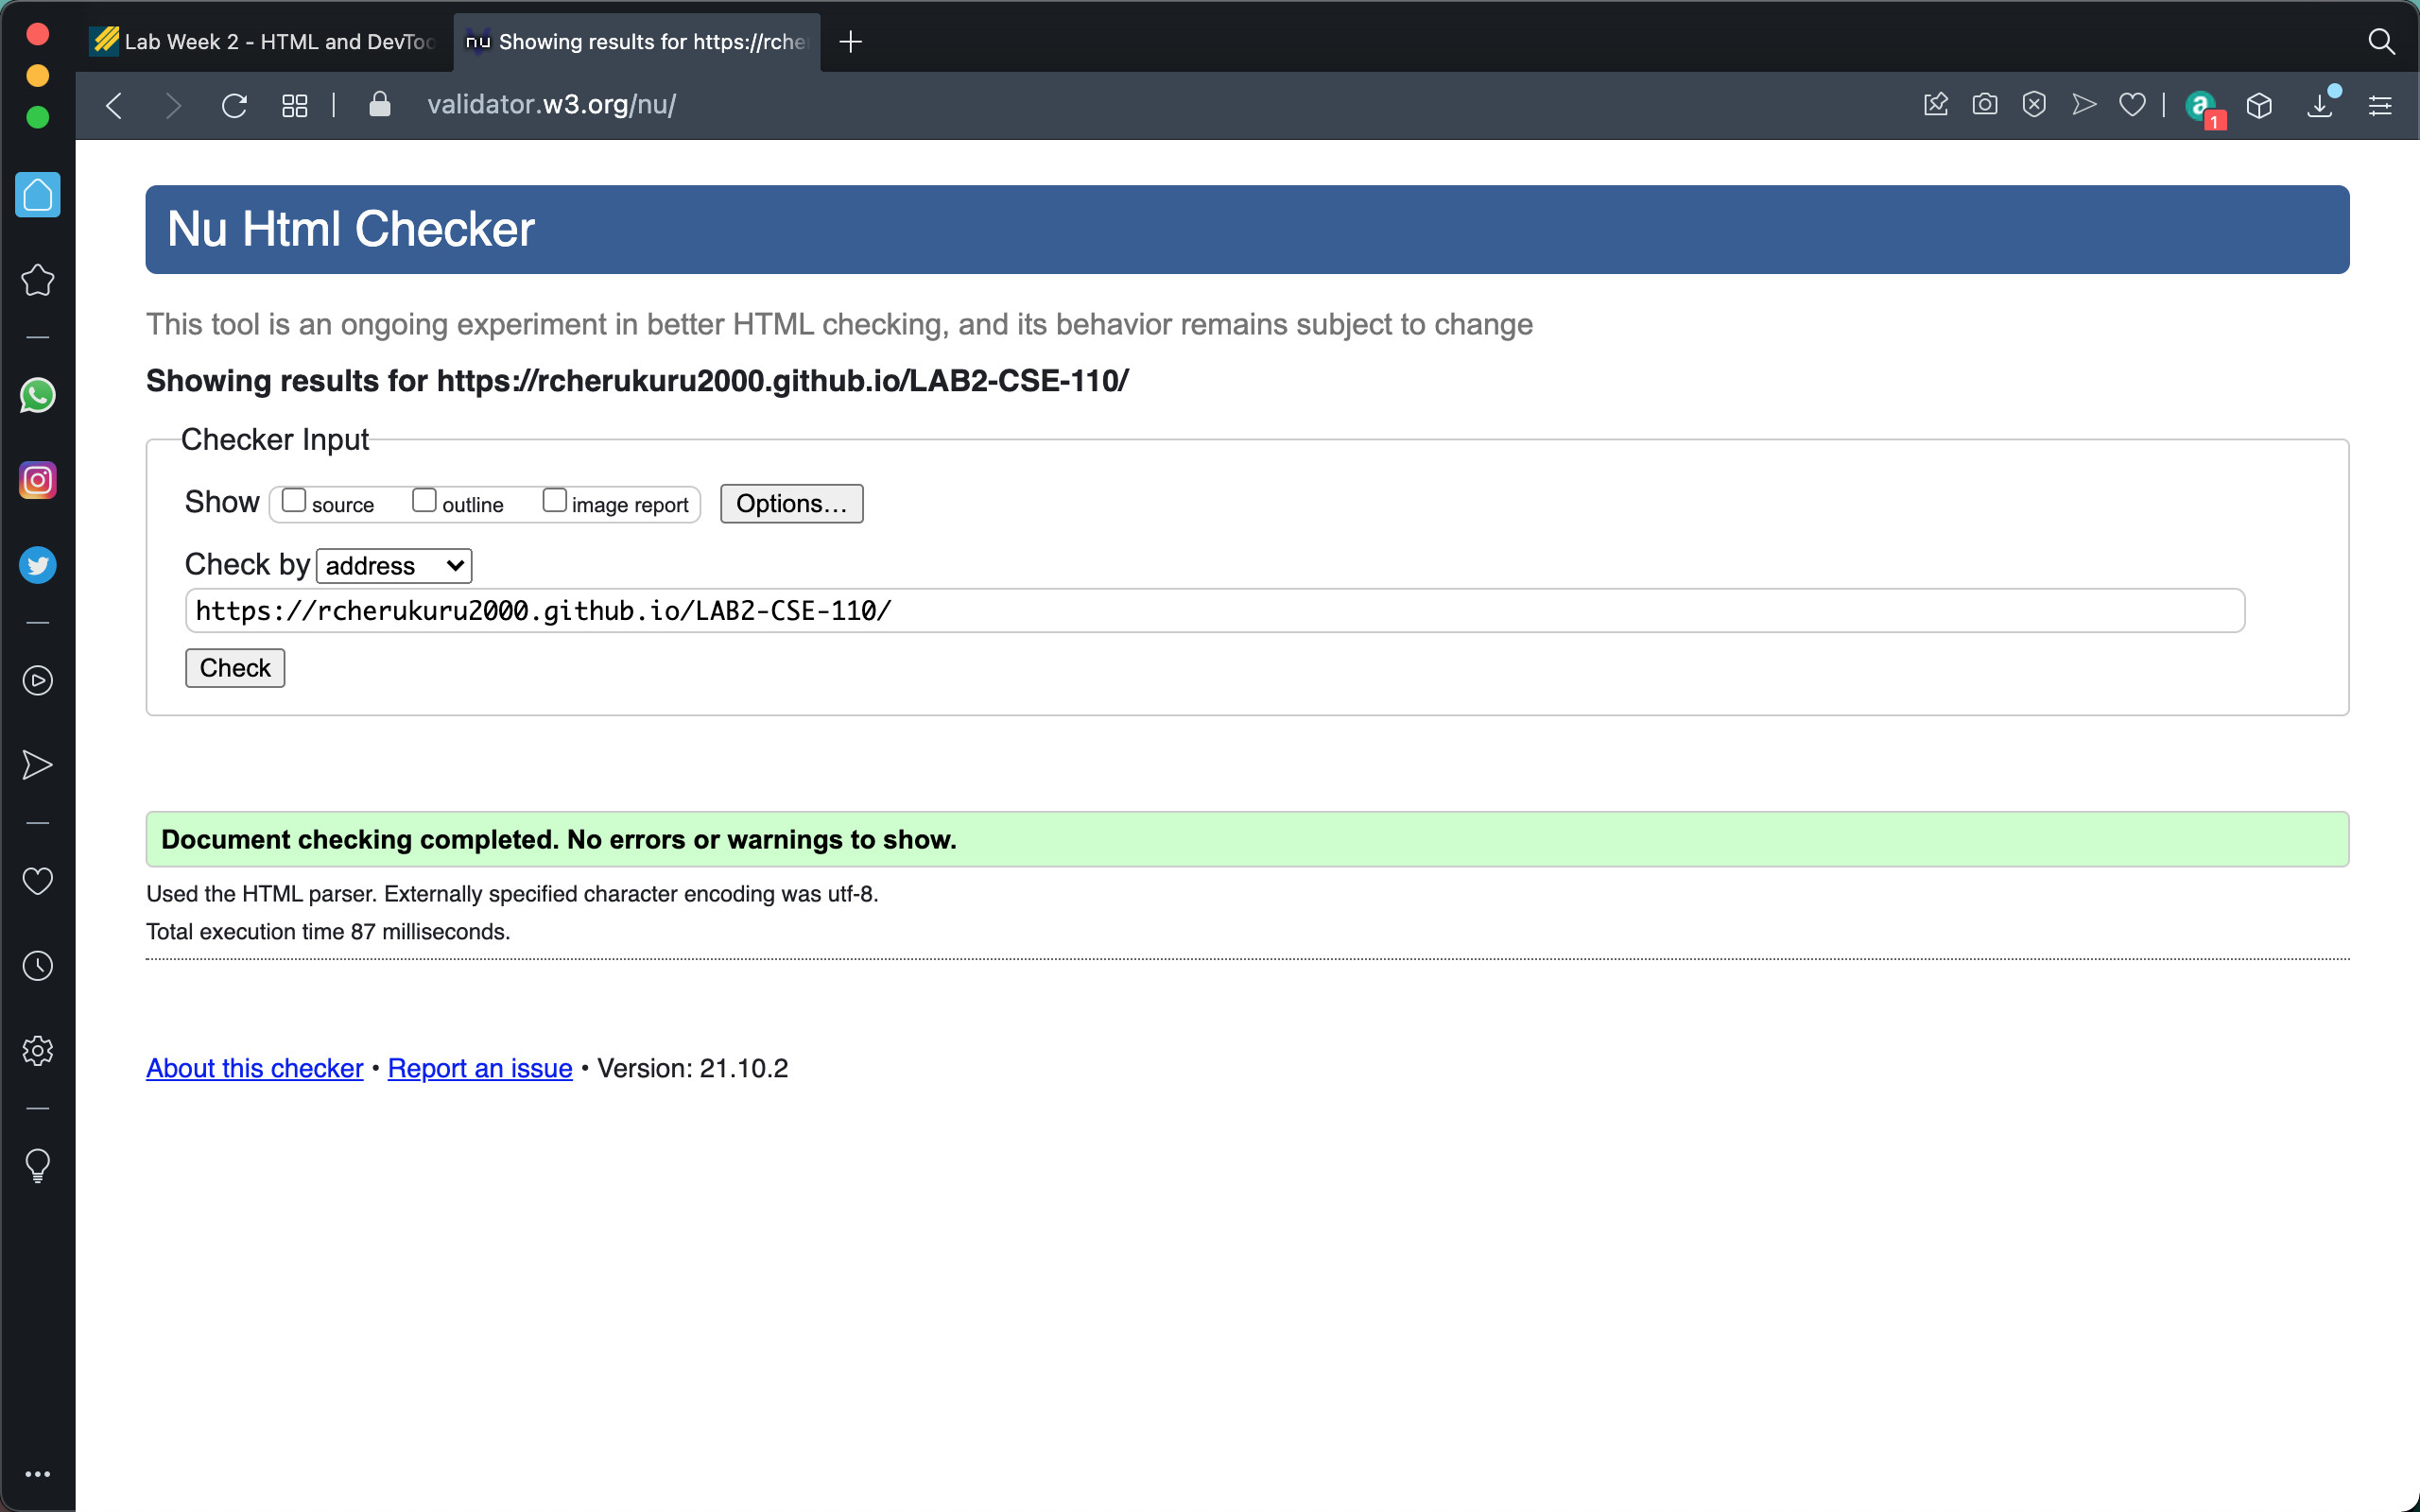 Lab Week 2 - HTML and DevToo
nu Showing results for https://rche
validator.w3.org/nu/
a
1
Nu Html Checker
This tool is an ongoing experiment in better HTML checking, and its behavior remains subject to change
Showing results for https://rcherukuru2000.github.io/LAB2-CSE-110/
Checker Input
Show source outline image report Options...
Check by address
https://rcherukuru2000.github.io/LAB2-CSE-110/
Check
Document checking completed. No errors or warnings to show.
Used the HTML parser. Externally specified character encoding was utf-8.
Total execution time 87 milliseconds.
About this checker • Report an issue • Version: 21.10.2